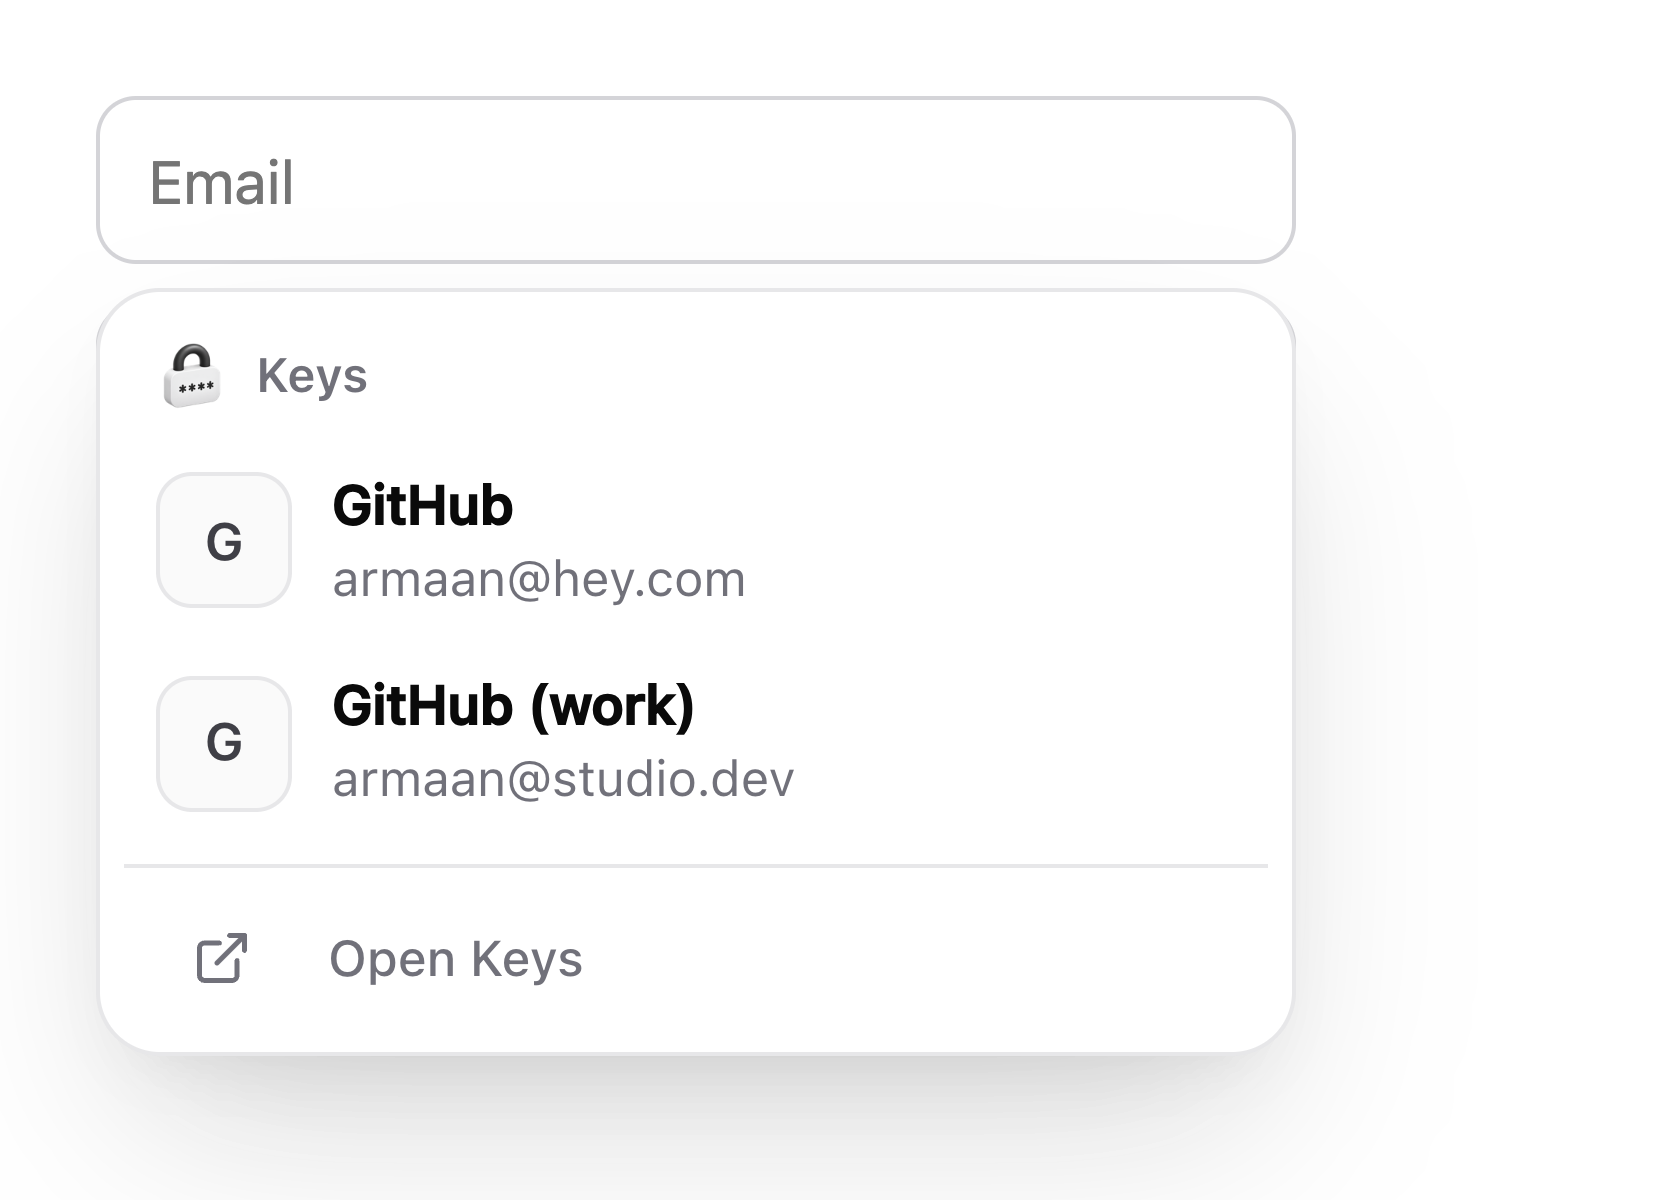 Email
****
Keys
G
GitHub
armaan@hey.com
G
GitHub (work)
armaan@studio.dev
Open Keys